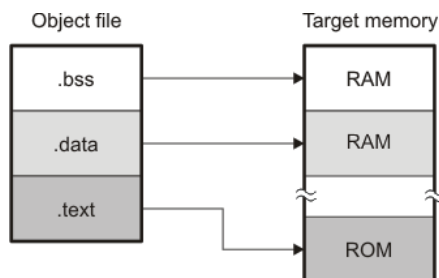 Object file
Target memory
.bss
RAM
.data
RAM
.text
ROM